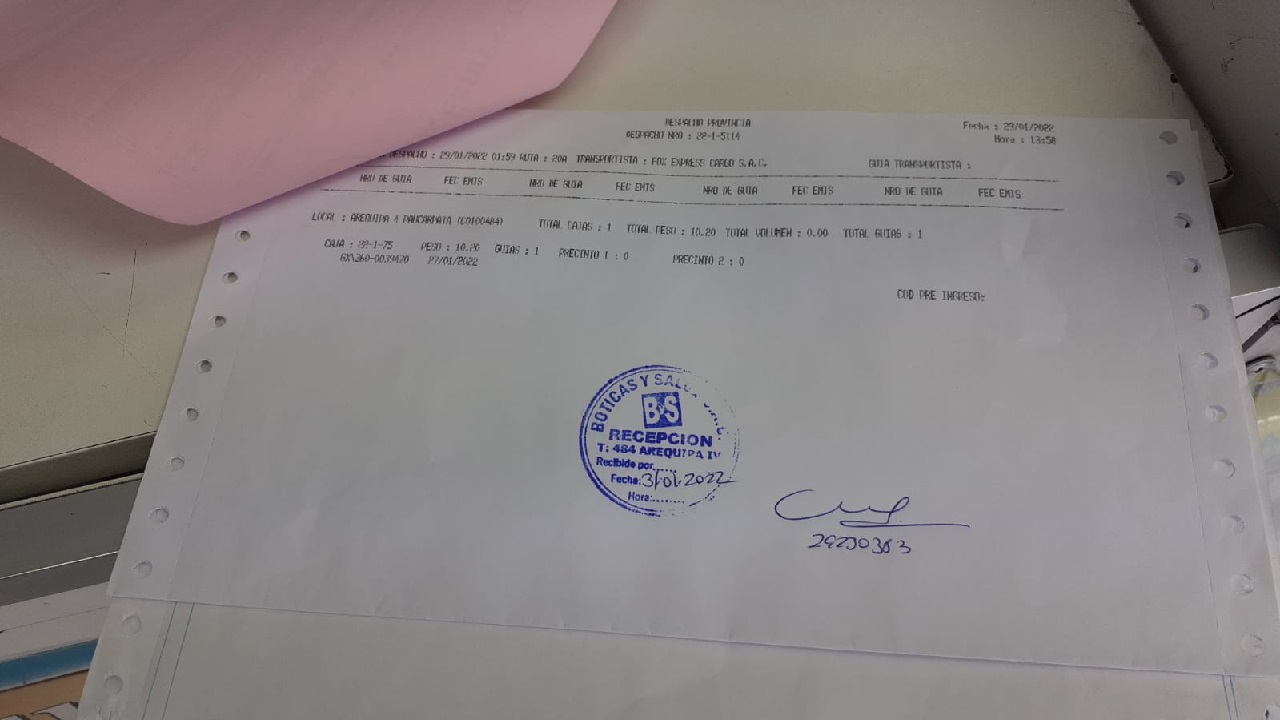 DESPACHO PROVINCIA
Fecha : 29/01/2022
DESPACHO NRO : 22-1-5114
Hora : 13:50
DESPACHO : 29/01/2022 01:59 RUTA : 20A TRANSPORTISTA : FOX EXPRESS CARGO S.A.C. GUIA TRANSPORTISTA :
NRO DE GUIA FEC EMIS NRO DE GUIA FEC EMIS NRO DE GUIA FEC EMIS NRO DE GUIA FEC EMIS
LOCAL : AREQUIPA 4 PAUCARPATA (C0100484) TOTAL CAJAS : 1 TOTAL PESO : 10.20 TOTAL VOLUMEN : 0.00 TOTAL GUIAS : 1
CAJA : 22-1-75 PESO : 10.20 GUIAS : 1 PRECINTO 1 : 0 PRECINTO 2 : 0
27/01/2022
COD PRE INGRESO:
BOTICAS Y SALUD
BYS
RECEPCION
T: 484 AREQUIPA IV
Recibido por......
Fecha: 31/01/2022
Hora:........